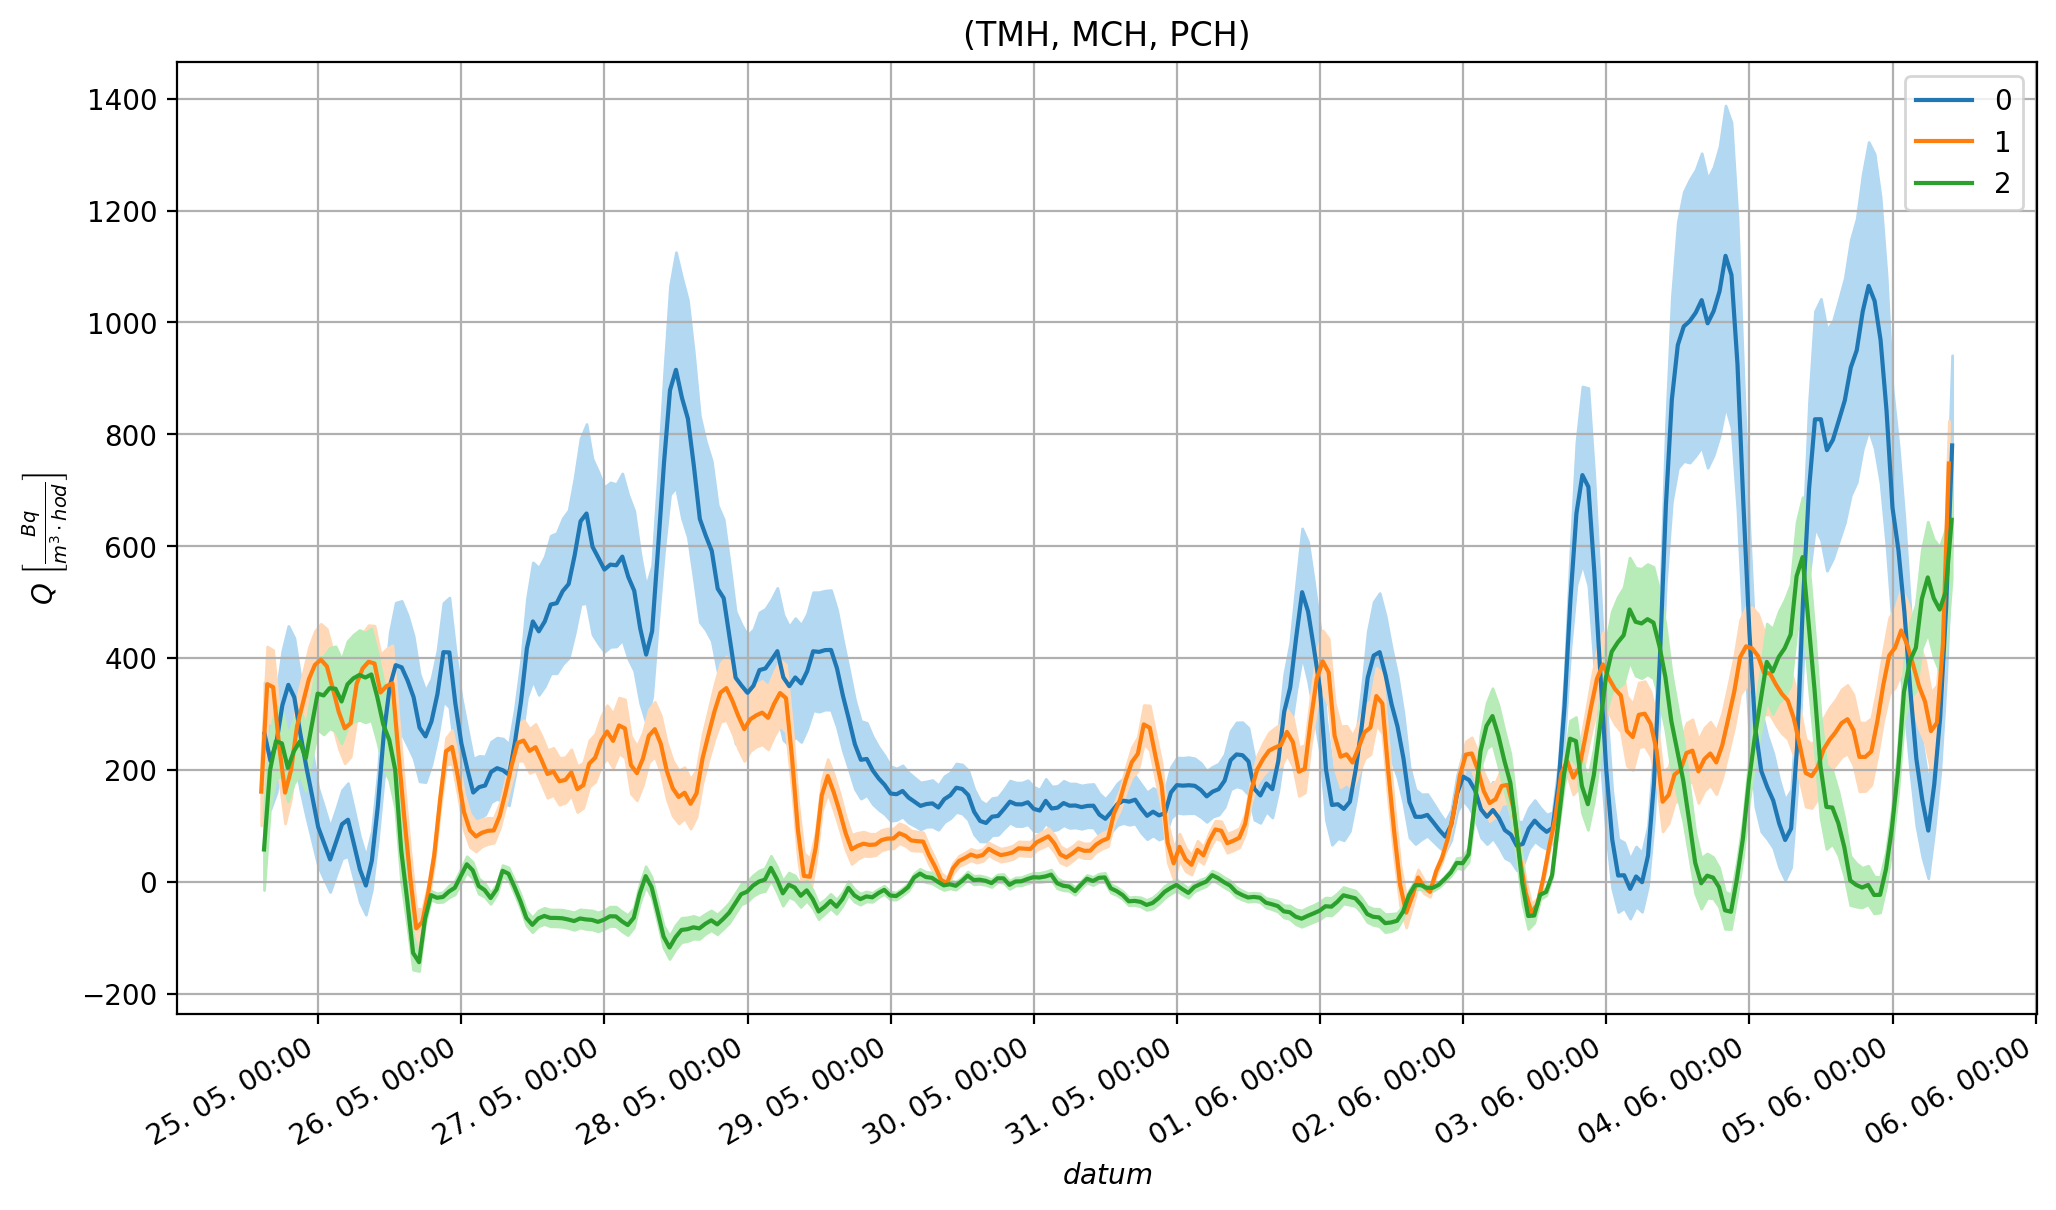 (TMH, MCH, PCH)
1400
1200
1000
800
600
400
200
0
−200
Q [Bq / m³ · hod]
0
1
2
25. 05. 00:00
26. 05. 00:00
27. 05. 00:00
28. 05. 00:00
29. 05. 00:00
30. 05. 00:00
31. 05. 00:00
01. 06. 00:00
02. 06. 00:00
03. 06. 00:00
04. 06. 00:00
05. 06. 00:00
06. 06. 00:00
datum